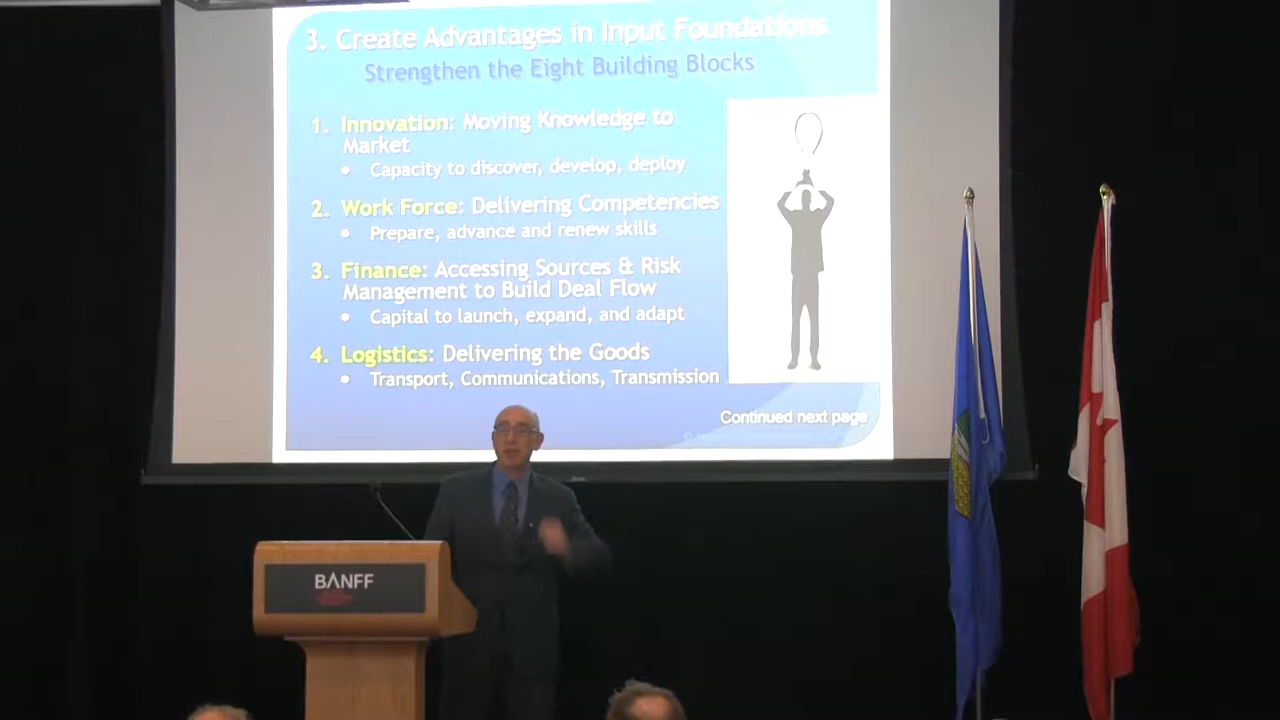 3. Create Advantages in Input Foundations
Strengthen the Eight Building Blocks
1. Innovation: Moving Knowledge to
Market
• Capacity to discover, develop, deploy
2. Work Force: Delivering Competencies
• Prepare, advance and renew skills
3. Finance: Accessing Sources & Risk
Management to Build Deal Flow
• Capital to launch, expand, and adapt
4. Logistics: Delivering the Goods
• Transport, Communications, Transmission
Continued next page
BANFF